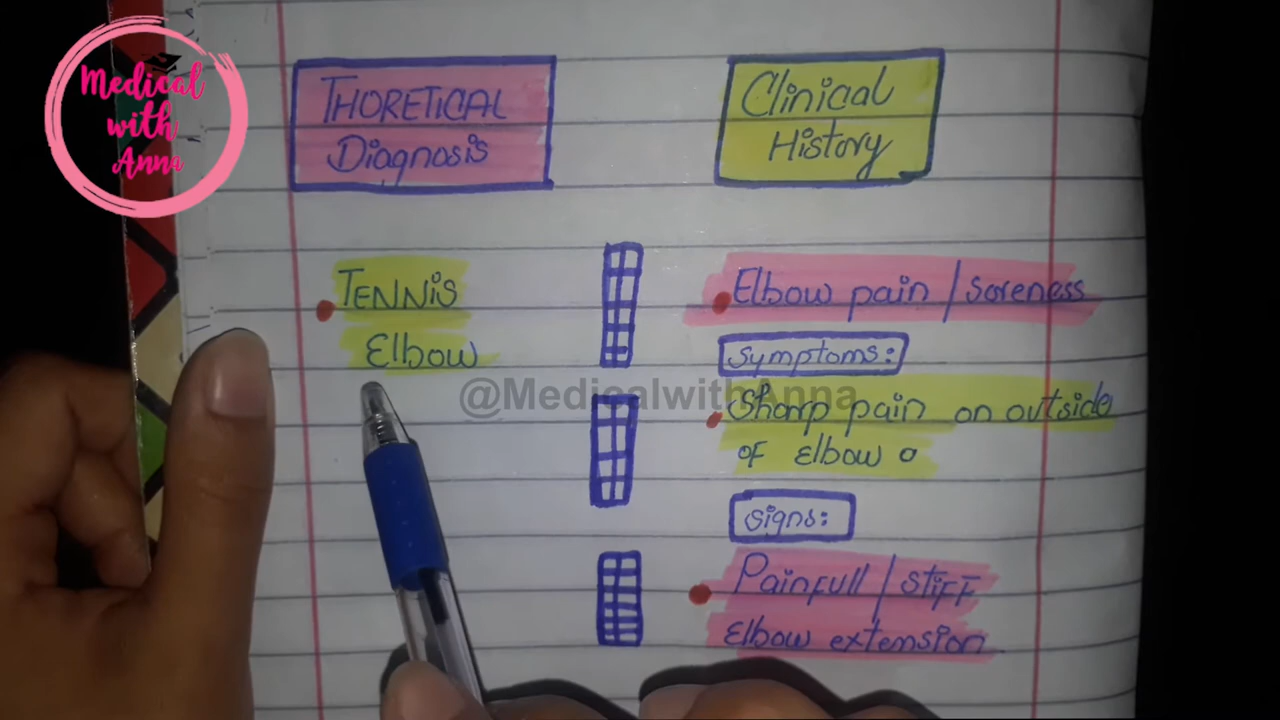 Medical
with
Anna
THORETICAL
Diagnosis
Clinical
History
TENNIS
Elbow
Elbow pain / soreness
Symptoms:
@MedicalwithAnna
Sharp pain on outside
of elbow
Signs:
Painfull / STIFF
Elbow extension